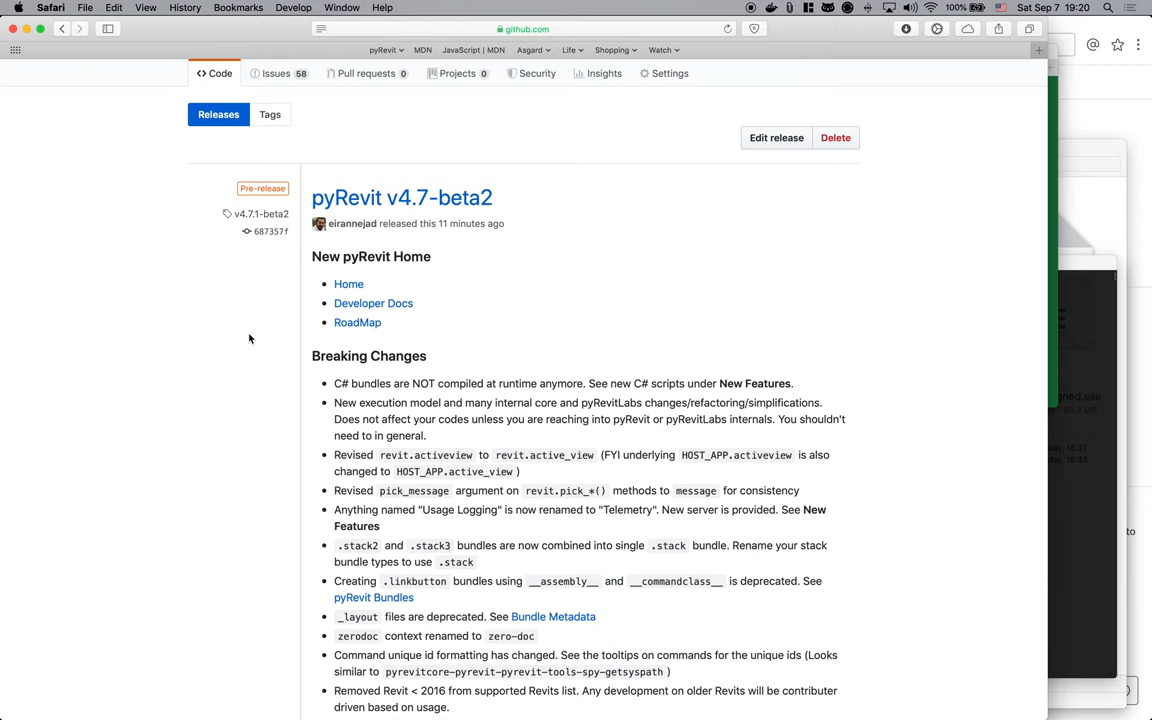 Safari File Edit View History Bookmarks Develop Window Help 100% Sat Sep 7 19:20
github.com
pyRevit MDN JavaScript | MDN Asgard Life Shopping Watch
<> Code Issues 58 Pull requests 0 Projects 0 Security Insights Settings
Releases Tags
Edit release Delete
Pre-release
v4.7.1-beta2
687357f
pyRevit v4.7-beta2
eirannejad released this 11 minutes ago
New pyRevit Home
• Home
• Developer Docs
• RoadMap
Breaking Changes
• C# bundles are NOT compiled at runtime anymore. See new C# scripts under New Features.
• New execution model and many internal core and pyRevitLabs changes/refactoring/simplifications.
Does not affect your codes unless you are reaching into pyRevit or pyRevitLabs internals. You shouldn't
need to in general.
• Revised revit.activeview to revit.active_view (FYI underlying HOST_APP.activeview is also
changed to HOST_APP.active_view )
• Revised pick_message argument on revit.pick_*() methods to message for consistency
• Anything named "Usage Logging" is now renamed to "Telemetry". New server is provided. See New
Features
• .stack2 and .stack3 bundles are now combined into single .stack bundle. Rename your stack
bundle types to use .stack
• Creating .linkbutton bundles using __assembly__ and __commandclass__ is deprecated. See
pyRevit Bundles
• _layout files are deprecated. See Bundle Metadata
• zerodoc context renamed to zero-doc
• Command unique id formatting has changed. See the tooltips on commands for the unique ids (Looks
similar to pyrevitcore-pyrevit-pyrevit-tools-spy-getsyspath )
• Removed Revit < 2016 from supported Revits list. Any development on older Revits will be contributer
driven based on usage.
gned.exe
to